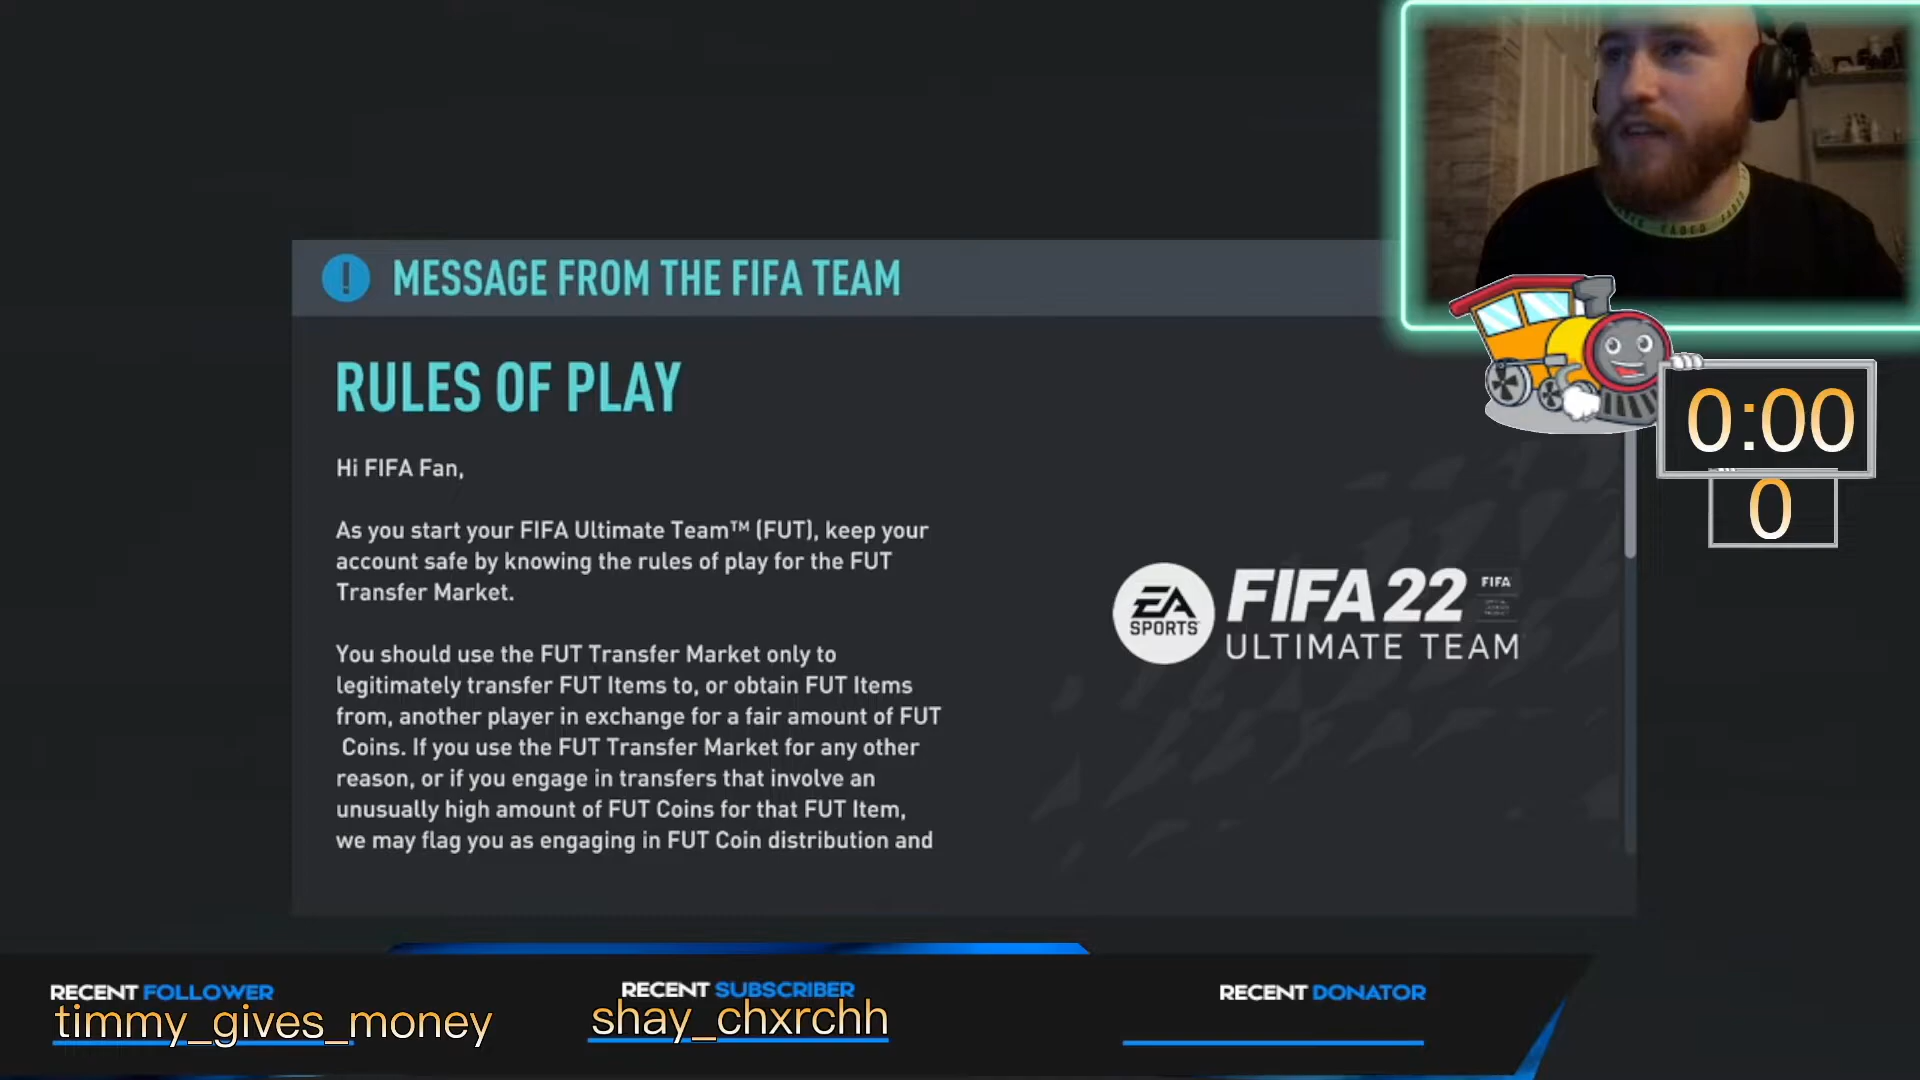 MESSAGE FROM THE FIFA TEAM
RULES OF PLAY
Hi FIFA Fan,
As you start your FIFA Ultimate Team™ (FUT), keep your
account safe by knowing the rules of play for the FUT
Transfer Market.
You should use the FUT Transfer Market only to
legitimately transfer FUT Items to, or obtain FUT Items
from, another player in exchange for a fair amount of FUT
Coins. If you use the FUT Transfer Market for any other
reason, or if you engage in transfers that involve an
unusually high amount of FUT Coins for that FUT Item,
we may flag you as engaging in FUT Coin distribution and
EA
SPORTS
FIFA 22
FIFA
ULTIMATE TEAM
0:00
0
RECENT FOLLOWER
timmy_gives_money
RECENT SUBSCRIBER
shay_chxrchh
RECENT DONATOR